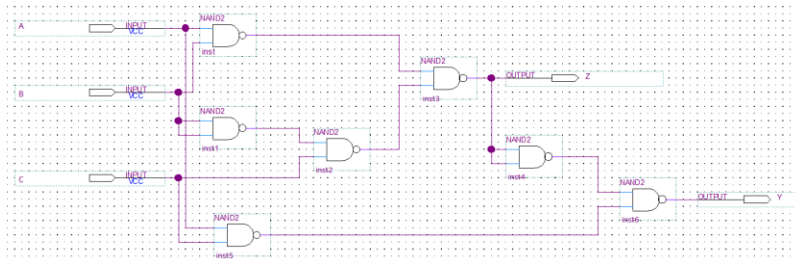 NAND2
A
INPUT
VCC
inst
NAND2
OUTPUT
Z
inst3
B
INPUT
VCC
NAND2
inst1
NAND2
inst2
NAND2
inst4
C
INPUT
VCC
NAND2
inst6
OUTPUT
Y
NAND2
inst5